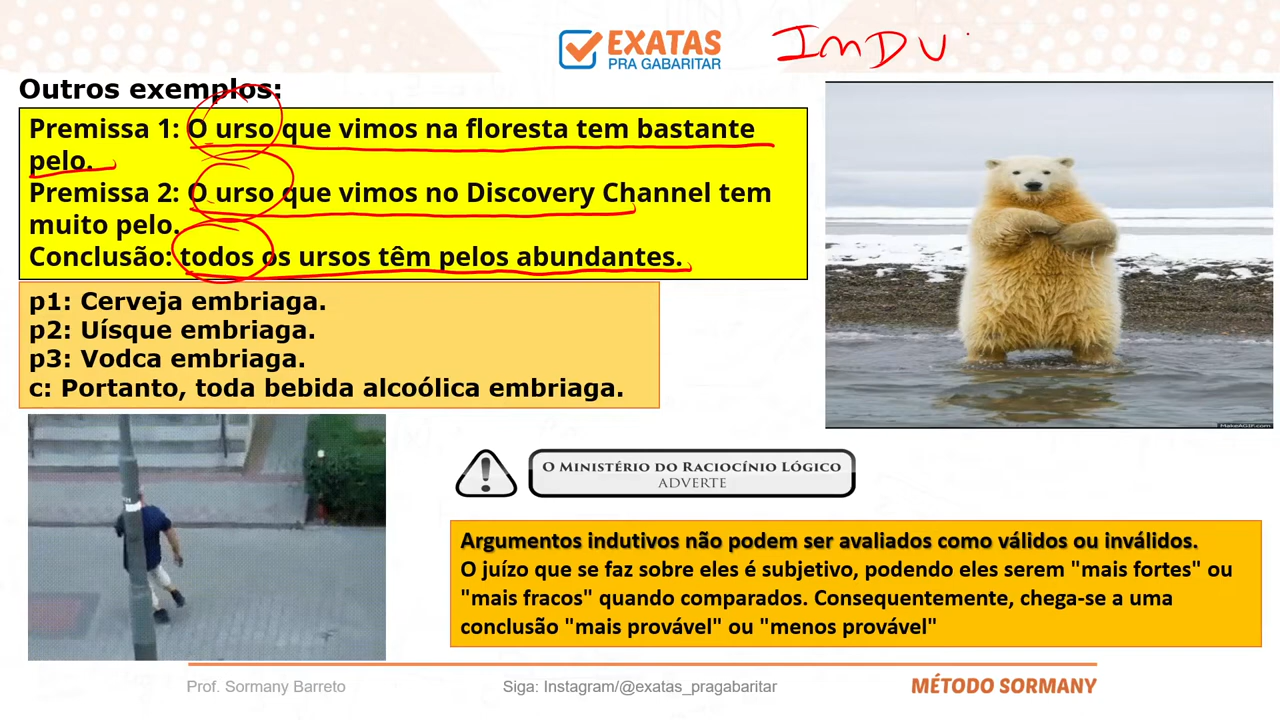 EXATAS
PRA GABARITAR
INDU
Outros exemplos:
Premissa 1: O urso que vimos na floresta tem bastante
pelo.
Premissa 2: O urso que vimos no Discovery Channel tem
muito pelo.
Conclusão: todos os ursos têm pelos abundantes.
p1: Cerveja embriaga.
p2: Uísque embriaga.
p3: Vodca embriaga.
c: Portanto, toda bebida alcoólica embriaga.
MakeAGIF.com
O MINISTÉRIO DO RACIOCÍNIO LÓGICO
ADVERTE
Argumentos indutivos não podem ser avaliados como válidos ou inválidos.
O juízo que se faz sobre eles é subjetivo, podendo eles serem "mais fortes" ou
"mais fracos" quando comparados. Consequentemente, chega-se a uma
conclusão "mais provável" ou "menos provável"
Prof. Sormany Barreto
Siga: Instagram/@exatas_pragabaritar
MÉTODO SORMANY